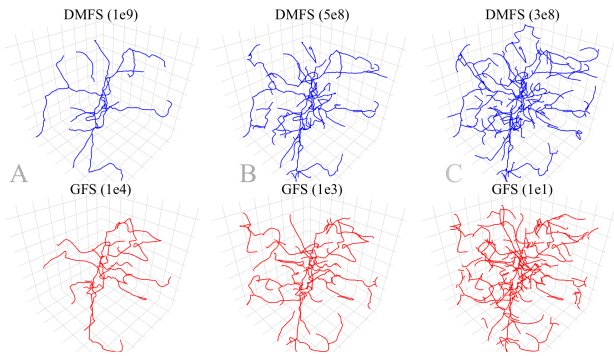 DMFS (1e9)
DMFS (5e8)
DMFS (3e8)
A
B
C
GFS (1e4)
GFS (1e3)
GFS (1e1)